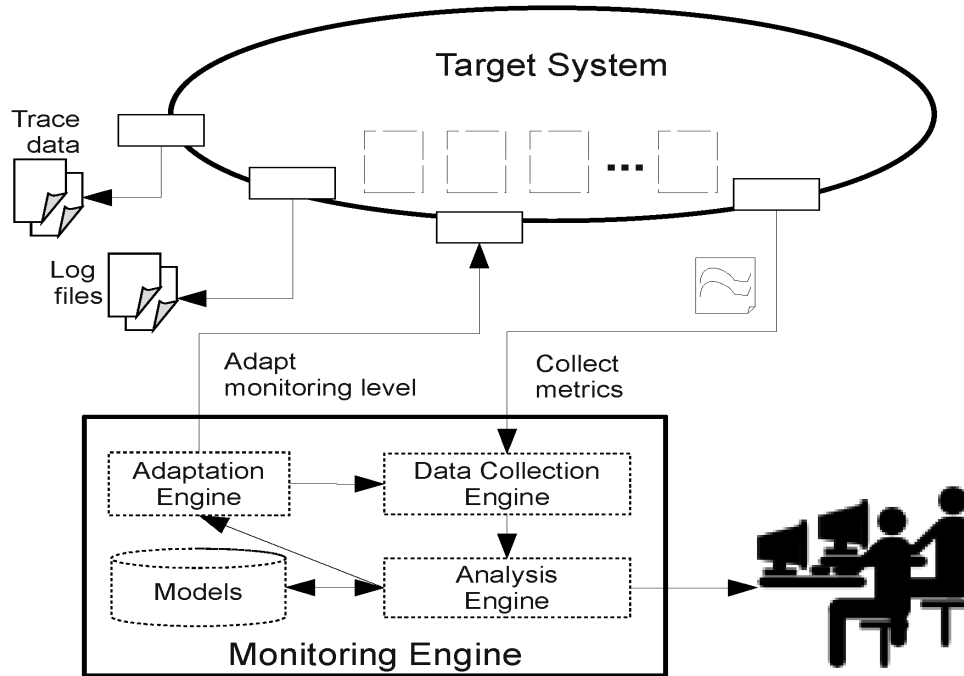 Target System
Trace
data
...
Log
files
Adapt
monitoring level
Collect
metrics
Adaptation
Engine
Data Collection
Engine
Models
Analysis
Engine
Monitoring Engine